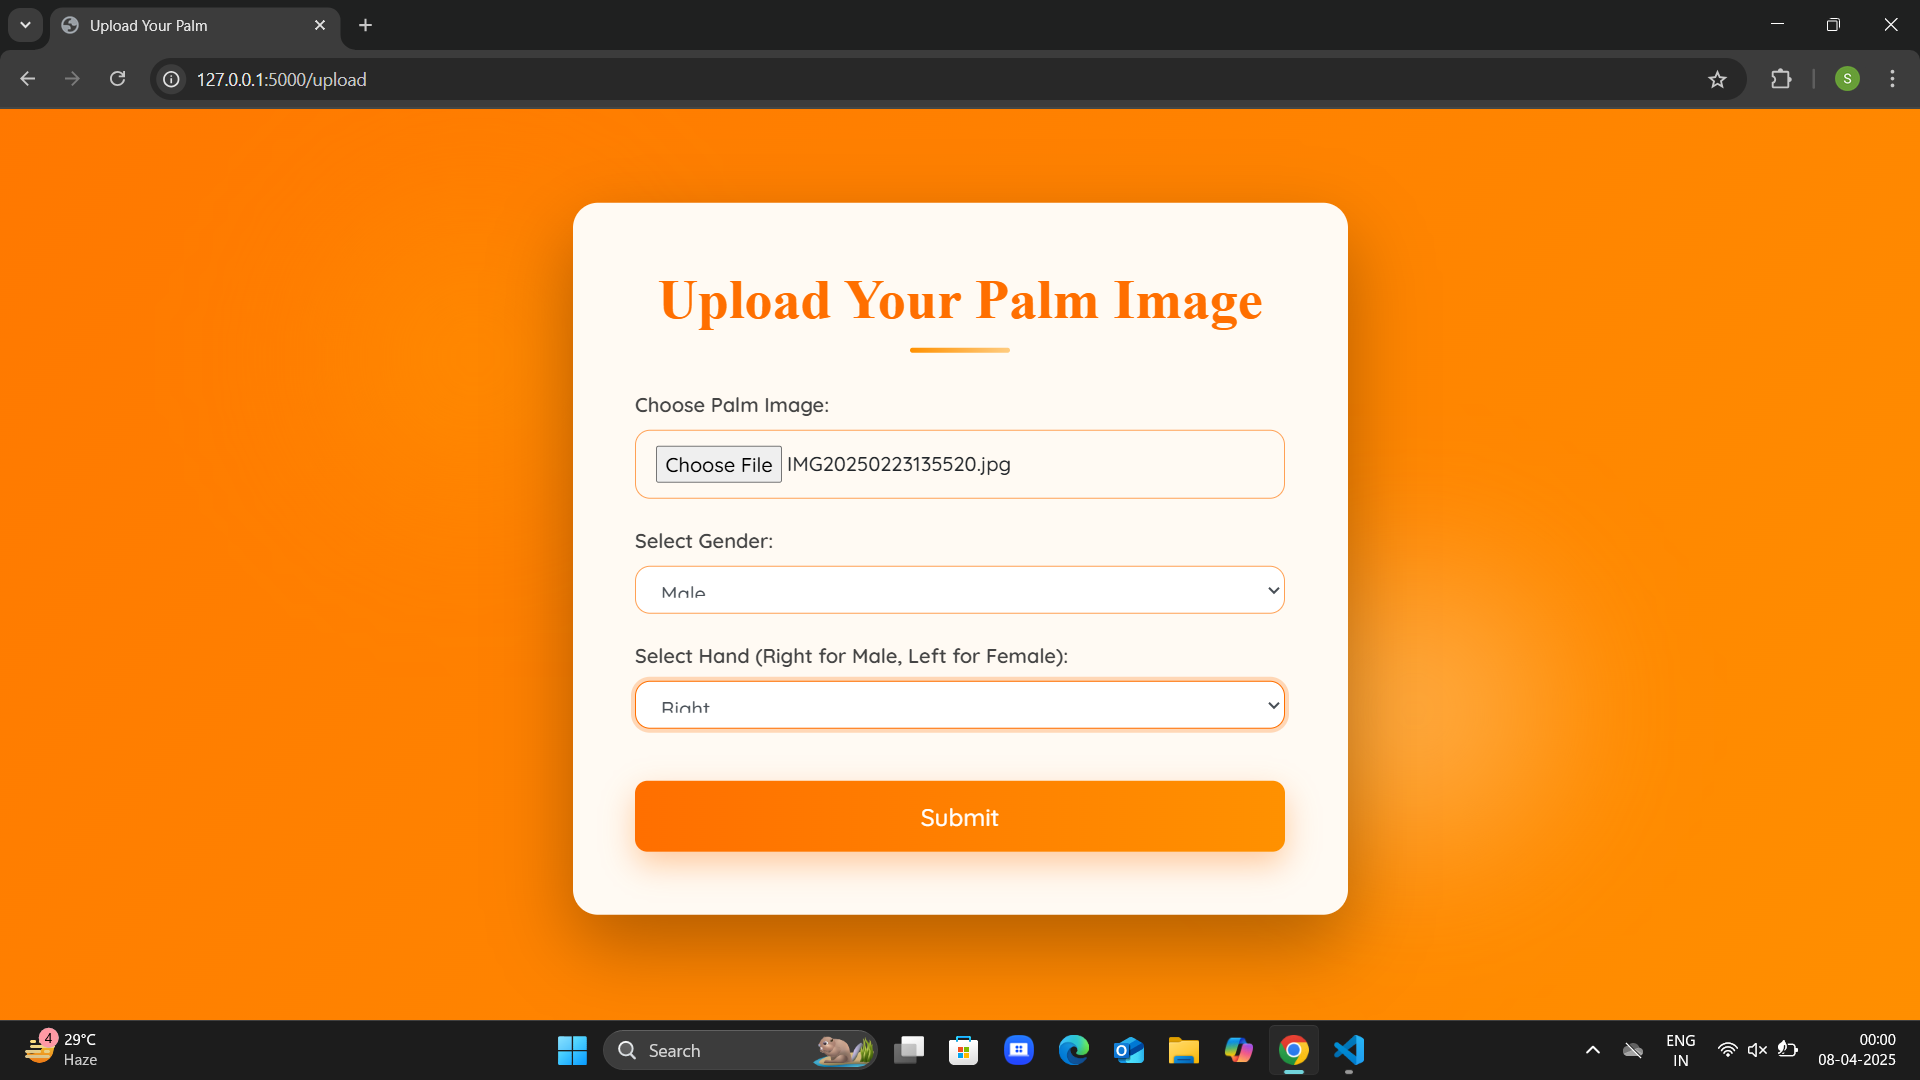 Upload Your Palm
127.0.0.1:5000/upload
S
Upload Your Palm Image
Choose Palm Image:
Choose File IMG20250223135520.jpg
Select Gender:
Male
Select Hand (Right for Male, Left for Female):
Right
Submit
4
29°C
Haze
Search
ENG
IN
00:00
08-04-2025